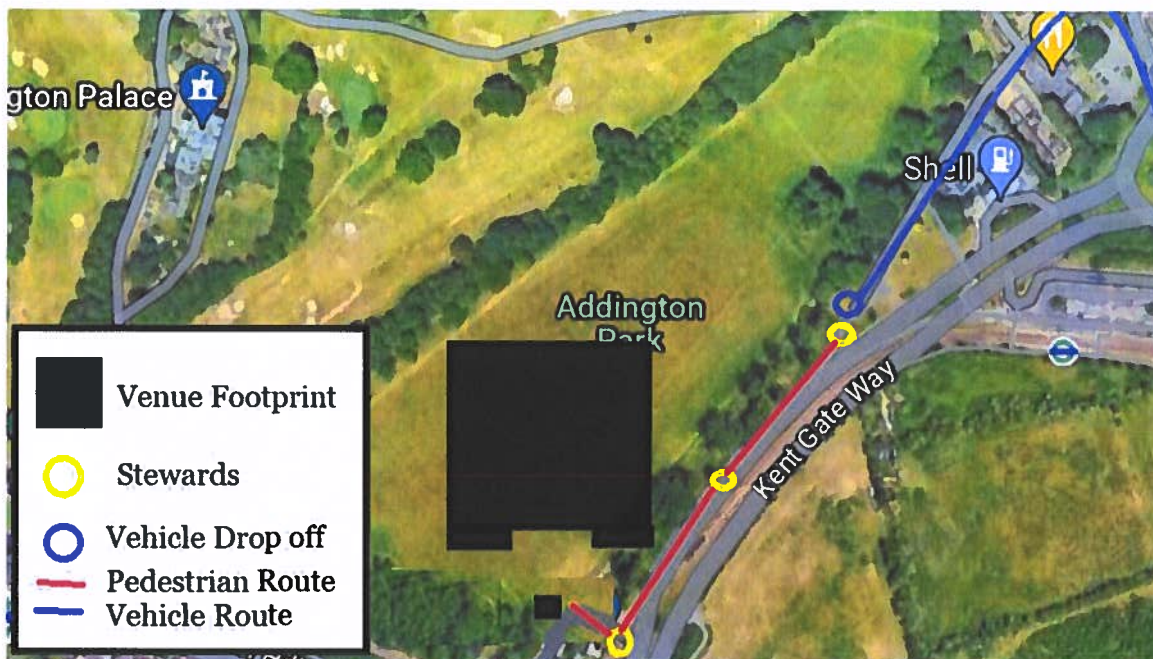 gton Palace
Shell
Addington
Park
Kent Gate Way
Venue Footprint
Stewards
Vehicle Drop off
Pedestrian Route
Vehicle Route